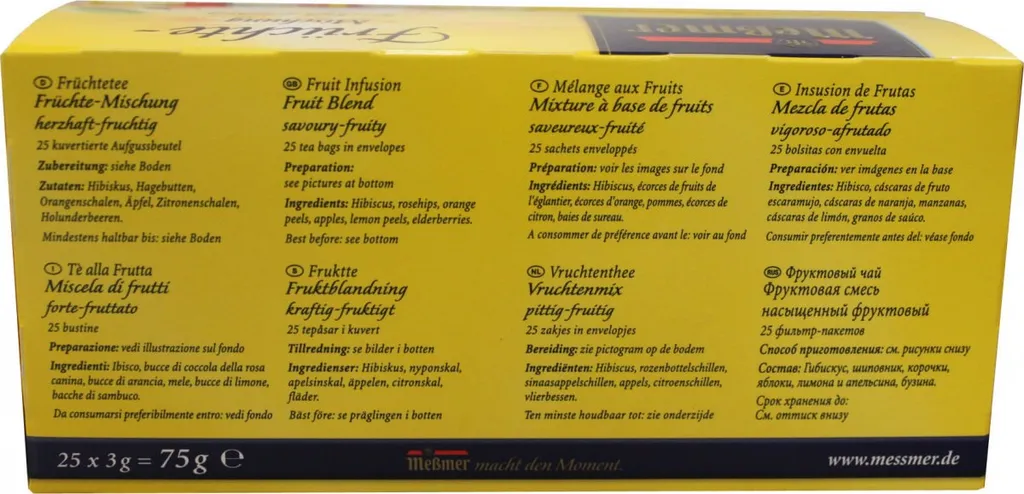 Früchte-
Mischung
Meßmer
D Früchtetee
Früchte-Mischung
herzhaft-fruchtig
25 kuvertierte Aufgussbeutel
Zubereitung: siehe Boden
Zutaten: Hibiskus, Hagebutten,
Orangenschalen, Äpfel, Zitronenschalen,
Holunderbeeren.
Mindestens haltbar bis: siehe Boden
GB Fruit Infusion
Fruit Blend
savoury-fruity
25 tea bags in envelopes
Preparation:
see pictures at bottom
Ingredients: Hibiscus, rosehips, orange
peels, apples, lemon peels, elderberries.
Best before: see bottom
F Mélange aux Fruits
Mixture à base de fruits
saveureux-fruité
25 sachets enveloppés
Préparation: voir les images sur le fond
Ingrédients: Hibiscus, écorces de fruits de
l'églantier, écorces d'orange, pommes, écorces de
citron, baies de sureau.
A consommer de préférence avant le: voir au fond
E Insusion de Frutas
Mezcla de frutas
vigoroso-afrutado
25 bolsitas con envuelta
Preparación: ver imágenes en la base
Ingredientes: Hibisco, cáscaras de fruto
escaramujo, cáscaras de naranja, manzanas,
cáscaras de limón, granos de saúco.
Consumir preferentemente antes del: véase fondo
I Tè alla Frutta
Miscela di frutti
forte-fruttato
25 bustine
Preparazione: vedi illustrazione sul fondo
Ingredienti: Ibisco, bucce di coccola della rosa
canina, bucce di arancia, mele, bucce di limone,
bacche di sambuco.
Da consumarsi preferibilmente entro: vedi fondo
S Fruktte
Fruktblandning
kraftig-fruktigt
25 tepåsar i kuvert
Tillredning: se bilder i botten
Ingredienser: Hibiskus, nyponskal,
apelsinskal, äppelen, citronskal,
fläder.
Bäst före: se präglingen i botten
NL Vruchtenthee
Vruchtenmix
pittig-fruitig
25 zakjes in envelopjes
Bereiding: zie pictogram op de bodem
Ingrediënten: Hibiscus, rozenbottelschillen,
sinaasappelschillen, appels, citroenschillen,
vlierbessen.
Ten minste houdbaar tot: zie onderzijde
RUS Фруктовый чай
Фруктовая смесь
насыщенный фруктовый
25 фильтр-пакетов
Способ приготовления: см. рисунки снизу
Состав: Гибискус, шиповник, корочки,
яблоки, лимона и апельсина, бузина.
Срок хранения до:
См. оттиск внизу
25 x 3 g = 75 g ℮
Meßmer macht den Moment.
www.messmer.de